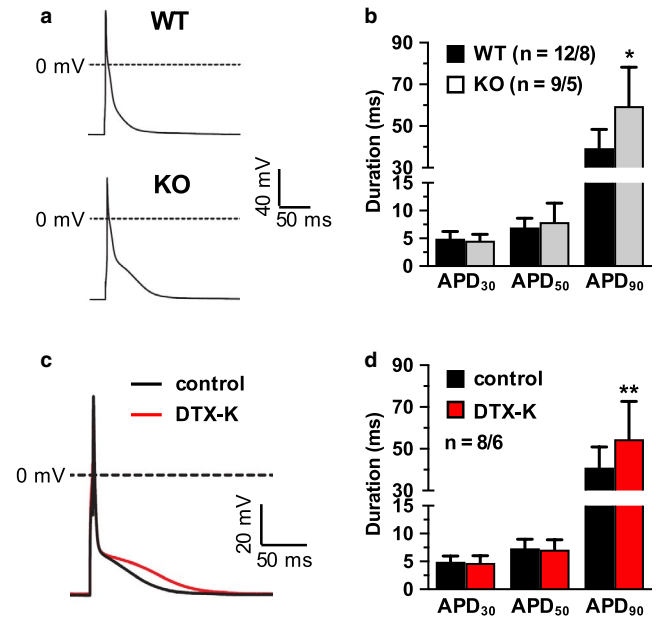 a
WT
0 mV
KO
0 mV
40 mV
50 ms
b
WT (n = 12/8)
KO (n = 9/5)
*
Duration (ms)
90
70
50
30
15
10
5
0
APD30
APD50
APD90
c
control
DTX-K
0 mV
20 mV
50 ms
d
control
DTX-K
n = 8/6
**
Duration (ms)
90
70
50
30
15
10
5
0
APD30
APD50
APD90